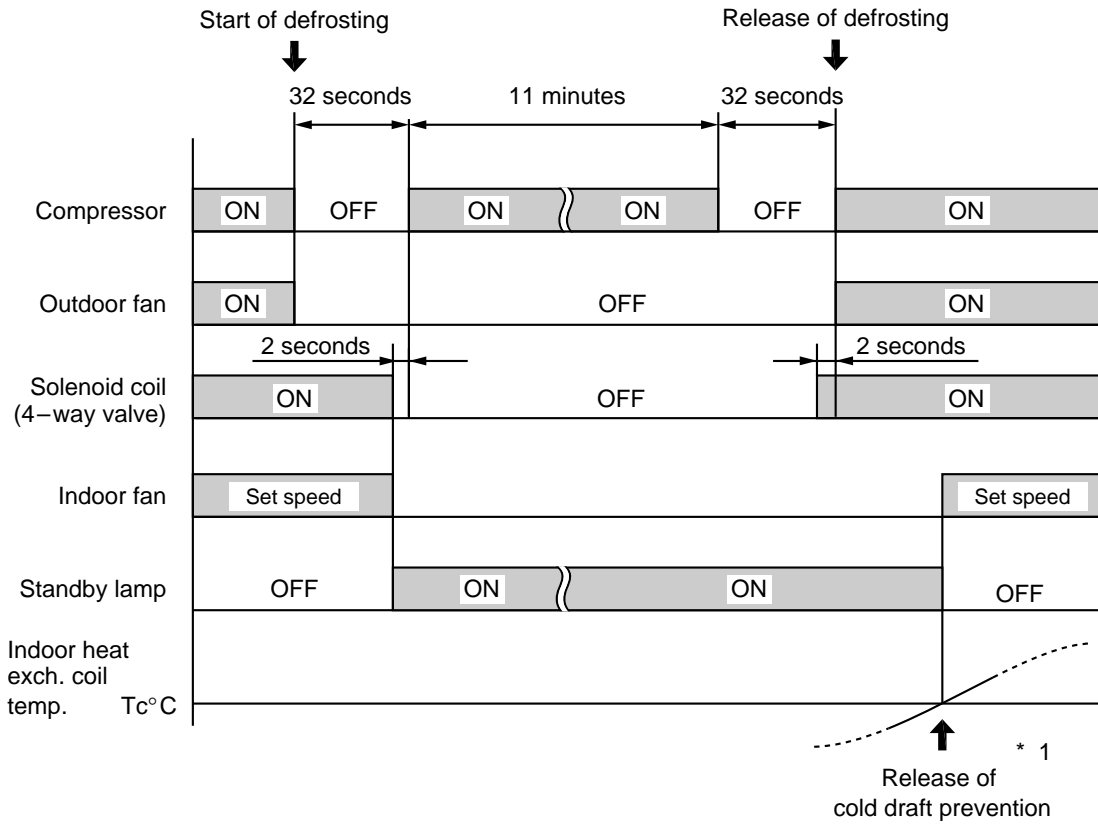 Start of defrosting
Release of defrosting
32 seconds
11 minutes
32 seconds
Compressor
ON
OFF
ON
ON
OFF
ON
Outdoor fan
ON
OFF
ON
2 seconds
2 seconds
Solenoid coil
(4–way valve)
ON
OFF
ON
Indoor fan
Set speed
Set speed
Standby lamp
OFF
ON
ON
OFF
Indoor heat
exch. coil
temp. Tc°C
* 1
Release of
cold draft prevention